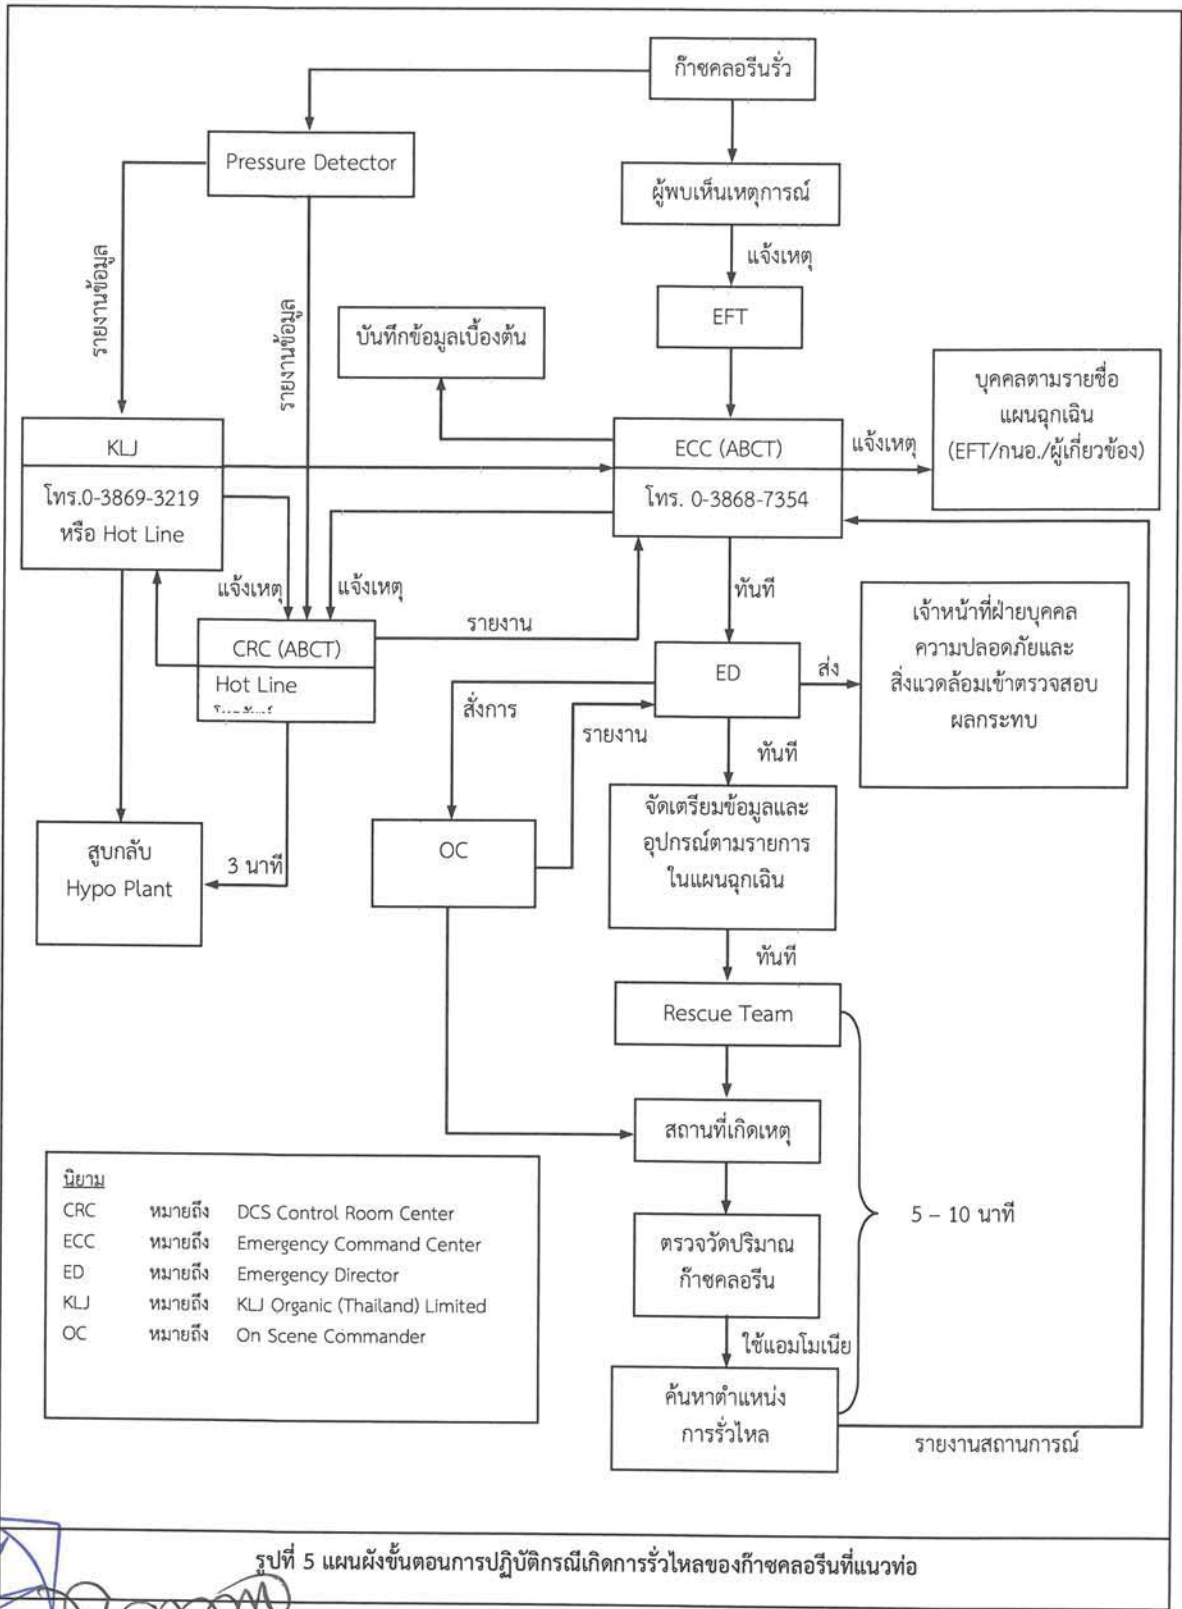 ก๊าซคลอรีนรั่ว
Pressure Detector
ผู้พบเห็นเหตุการณ์
แจ้งเหตุ
รายงานข้อมูล
รายงานข้อมูล
EFT
บันทึกข้อมูลเบื้องต้น
บุคคลตามรายชื่อ
แผนฉุกเฉิน
(EFT/กนอ./ผู้เกี่ยวข้อง)
KLJ
โทร.0-3869-3219
หรือ Hot Line
ECC (ABCT)
โทร. 0-3868-7354
แจ้งเหตุ
แจ้งเหตุ
แจ้งเหตุ
ทันที
CRC (ABCT)
Hot Line
รายงาน
ED
ส่ง
เจ้าหน้าที่ฝ่ายบุคคล
ความปลอดภัยและ
สิ่งแวดล้อมเข้าตรวจสอบ
ผลกระทบ
สั่งการ
รายงาน
ทันที
สูบกลับ
Hypo Plant
3 นาที
OC
จัดเตรียมข้อมูลและ
อุปกรณ์ตามรายการ
ในแผนฉุกเฉิน
ทันที
Rescue Team
สถานที่เกิดเหตุ
ตรวจวัดปริมาณ
ก๊าซคลอรีน
5 – 10 นาที
ใช้แอมโมเนีย
ค้นหาตำแหน่ง
การรั่วไหล
รายงานสถานการณ์
นิยาม
CRC หมายถึง DCS Control Room Center
ECC หมายถึง Emergency Command Center
ED หมายถึง Emergency Director
KLJ หมายถึง KLJ Organic (Thailand) Limited
OC หมายถึง On Scene Commander
รูปที่ 5 แผนผังขั้นตอนการปฏิบัติกรณีเกิดการรั่วไหลของก๊าซคลอรีนที่แนวท่อ